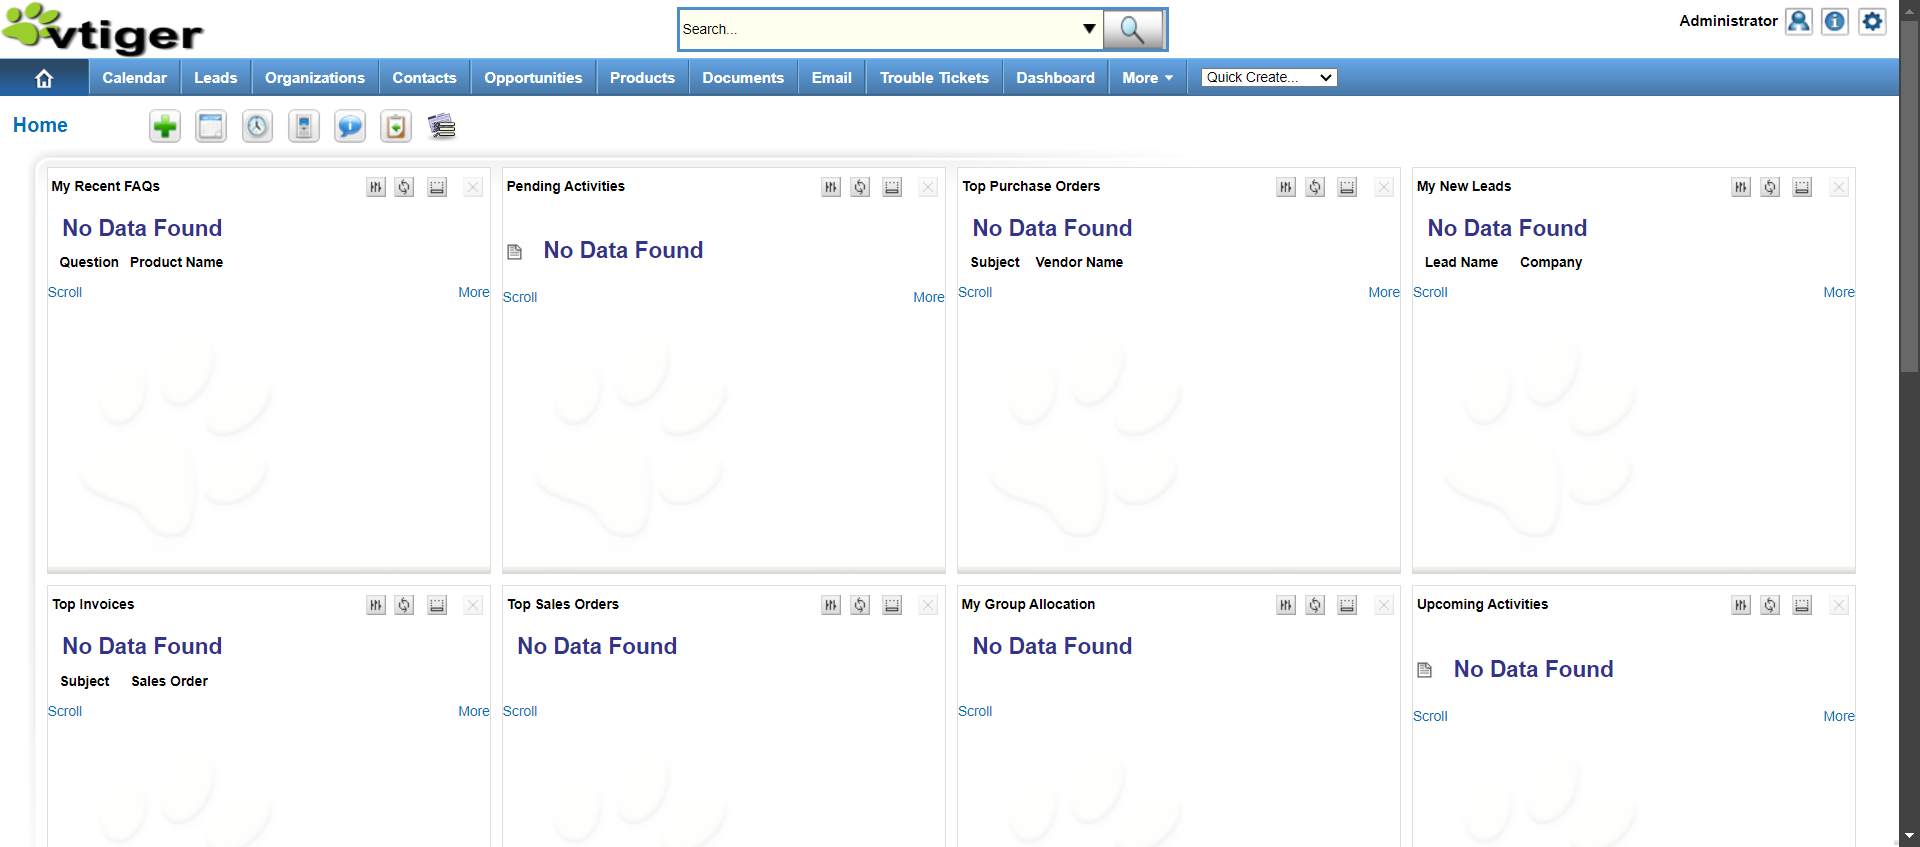 vtiger
Search...
Administrator
Calendar Leads Organizations Contacts Opportunities Products Documents Email Trouble Tickets Dashboard More Quick Create...
Home
My Recent FAQs
No Data Found
Question Product Name
Scroll More
Pending Activities
No Data Found
Scroll More
Top Purchase Orders
No Data Found
Subject Vendor Name
Scroll More
My New Leads
No Data Found
Lead Name Company
Scroll More
Top Invoices
No Data Found
Subject Sales Order
Scroll More
Top Sales Orders
No Data Found
Scroll
My Group Allocation
No Data Found
Scroll
Upcoming Activities
No Data Found
Scroll More